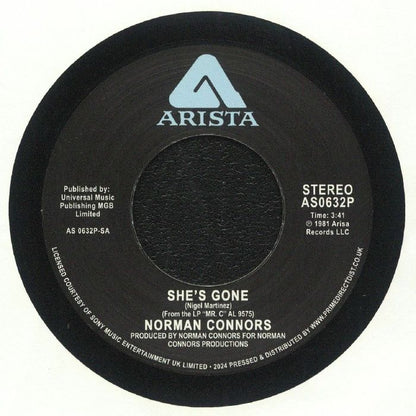 ARISTA
Published by:
Universal Music
Publishing MGB
Limited
AS 0632P-SA
STEREO
AS0632P
Time: 3:41
℗ 1981 Arisa
Records LLC
SHE'S GONE
(Nigel Martinez)
(From the LP "MR. C" AL 9575)
NORMAN CONNORS
PRODUCED BY NORMAN CONNORS FOR NORMAN
CONNORS PRODUCTIONS
LICENSED COURTESY OF SONY MUSIC ENTERTAINMENT UK LIMITED • 2024 PRESSED AND DISTRIBUTED BY WWW.PRIMEDIRECTDIST.CO.UK